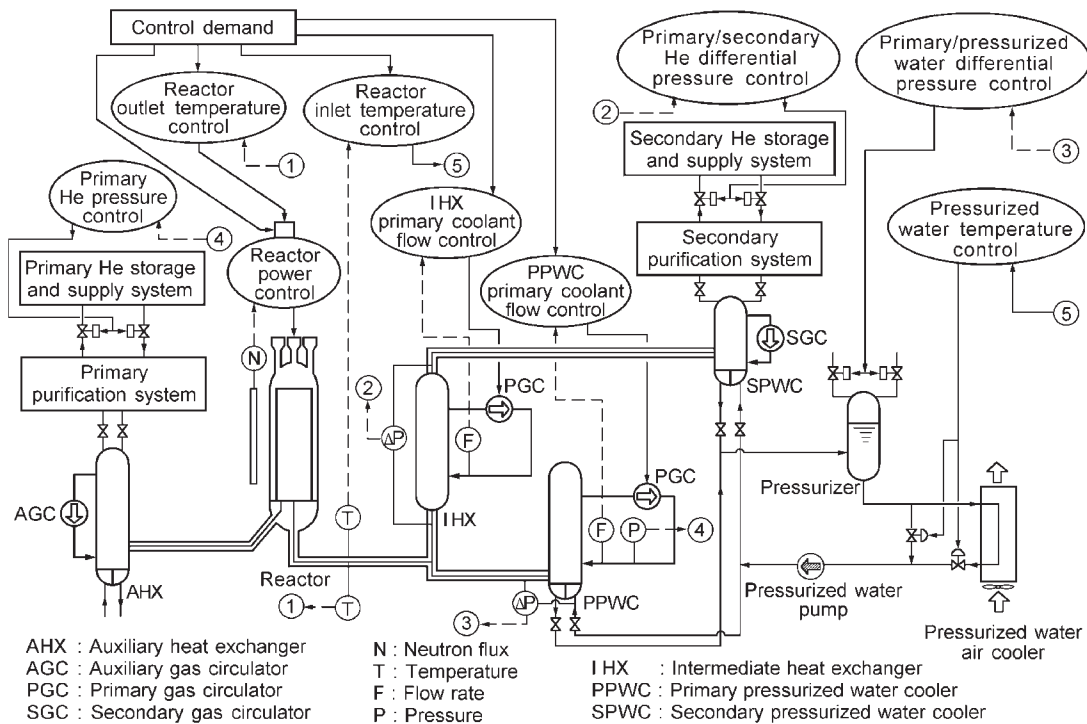 Control demand
Reactor
outlet temperature
control
Reactor
inlet temperature
control
Primary/secondary
He differential
pressure control
Primary/pressurized
water differential
pressure control
1
5
2
3
Primary
He pressure
control
4
Secondary He storage
and supply system
IHX
primary coolant
flow control
Pressurized
water temperature
control
Primary He storage
and supply system
Reactor
power
control
PPWC
primary coolant
flow control
Secondary
purification system
5
N
Primary
purification system
SGC
SPWC
2
ΔP
PGC
F
PGC
Pressurizer
AGC
IHX
F
P
4
T
AHX
Reactor
1
T
ΔP
3
PPWC
Pressurized water
pump
Pressurized water
air cooler
AHX : Auxiliary heat exchanger
AGC : Auxiliary gas circulator
PGC : Primary gas circulator
SGC : Secondary gas circulator
N : Neutron flux
T : Temperature
F : Flow rate
P : Pressure
IHX : Intermediate heat exchanger
PPWC : Primary pressurized water cooler
SPWC : Secondary pressurized water cooler